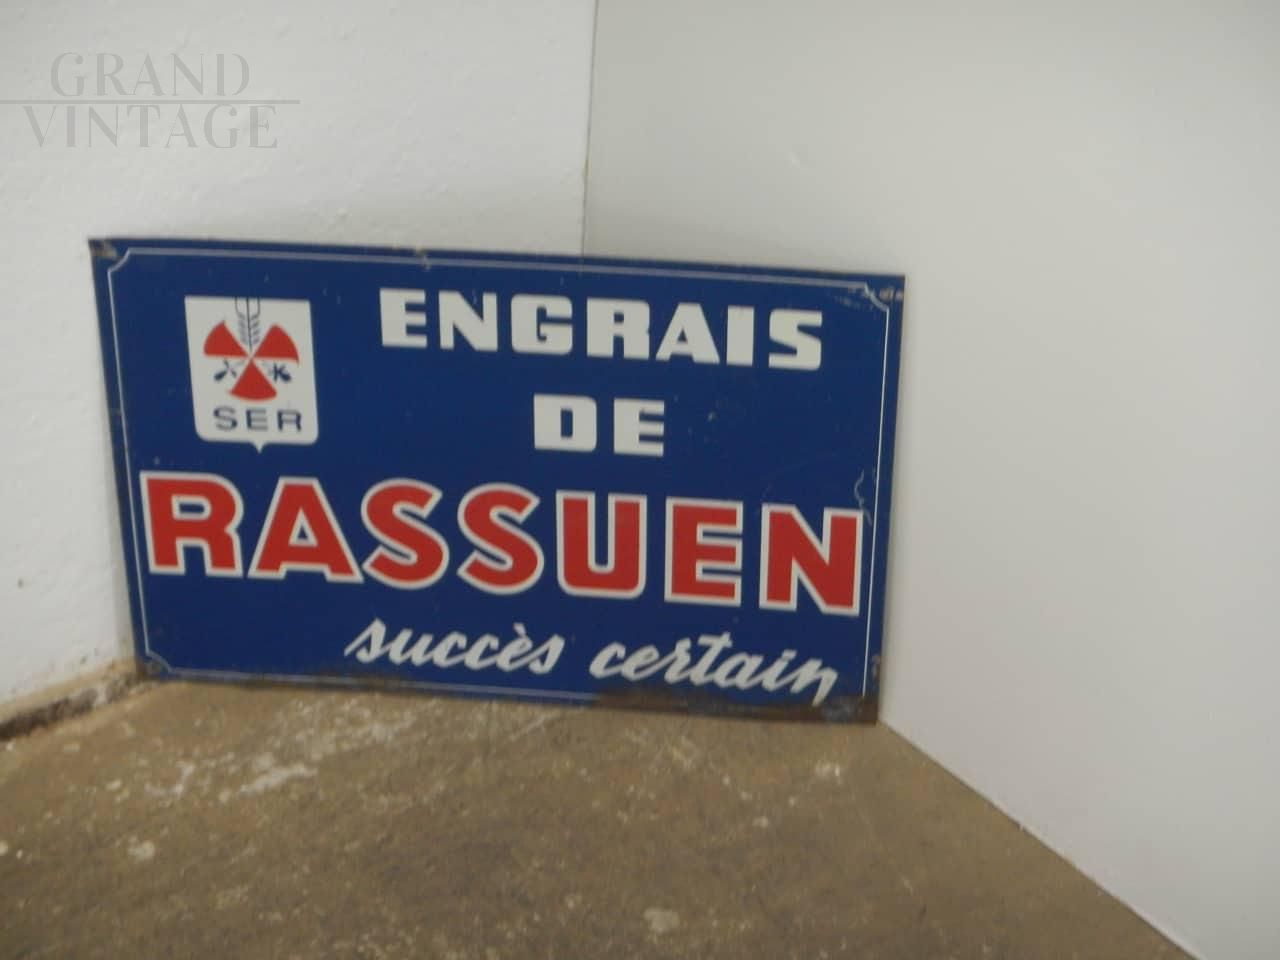 GRAND
VINTAGE
ENGRAIS
DE
K
SER
RASSUEN
succès certain